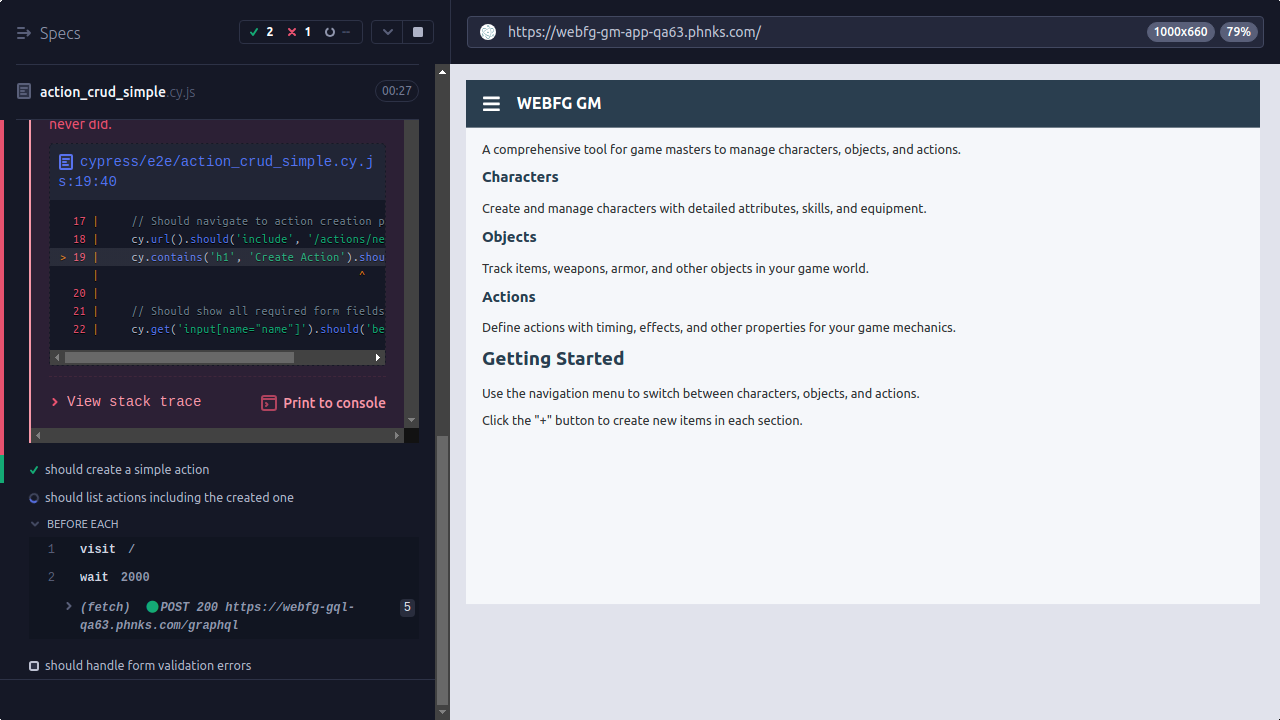 Specs
2
1
--
https://webfg-gm-app-qa63.phnks.com/
1000x660
79%
action_crud_simple.cy.js
00:27
never did.
cypress/e2e/action_crud_simple.cy.j
s:19:40
17 | // Should navigate to action creation p
18 | cy.url().should('include', '/actions/ne
> 19 | cy.contains('h1', 'Create Action').shou
| ^
20 |
21 | // Should show all required form fields
22 | cy.get('input[name="name"]').should('be
View stack trace
Print to console
should create a simple action
should list actions including the created one
BEFORE EACH
1 visit /
2 wait 2000
(fetch) POST 200 https://webfg-gql-
qa63.phnks.com/graphql
5
should handle form validation errors
WEBFG GM
A comprehensive tool for game masters to manage characters, objects, and actions.
Characters
Create and manage characters with detailed attributes, skills, and equipment.
Objects
Track items, weapons, armor, and other objects in your game world.
Actions
Define actions with timing, effects, and other properties for your game mechanics.
Getting Started
Use the navigation menu to switch between characters, objects, and actions.
Click the "+" button to create new items in each section.